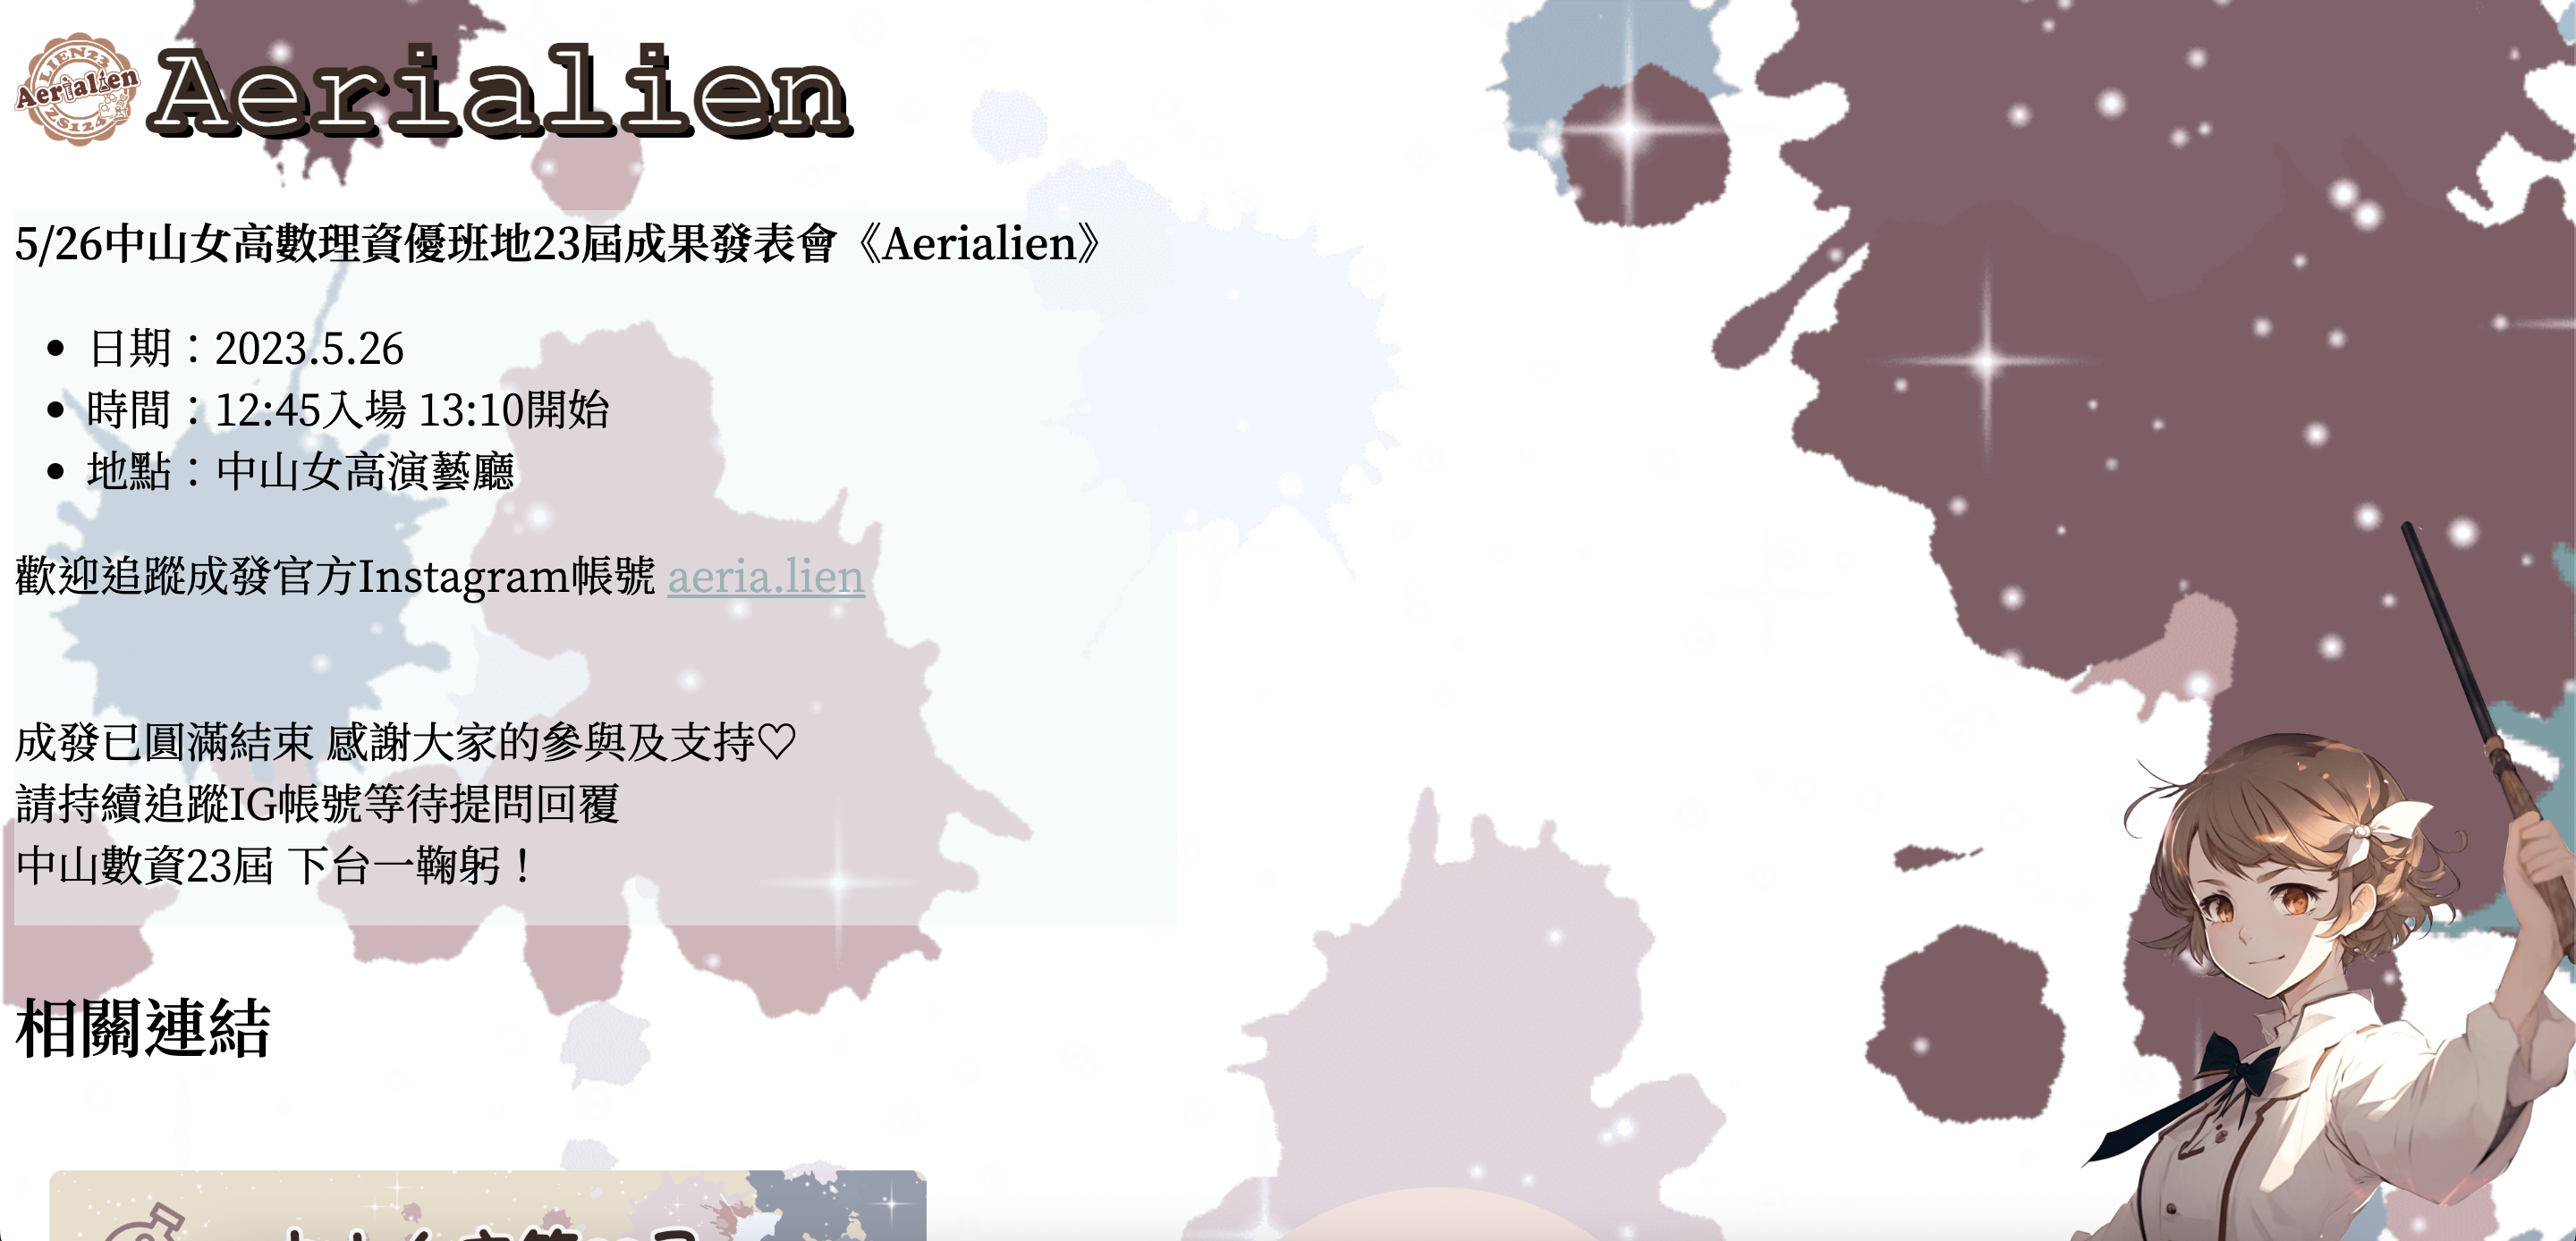 LIEN23
Aerialien
ZS123
Aerialien
5/26中山女高數理資優班地23屆成果發表會《Aerialien》
日期：2023.5.26
時間：12:45入場 13:10開始
地點：中山女高演藝廳
歡迎追蹤成發官方Instagram帳號 aeria.lien
成發已圓滿結束 感謝大家的參與及支持♡
請持續追蹤IG帳號等待提問回覆
中山數資23屆 下台一鞠躬！
相關連結